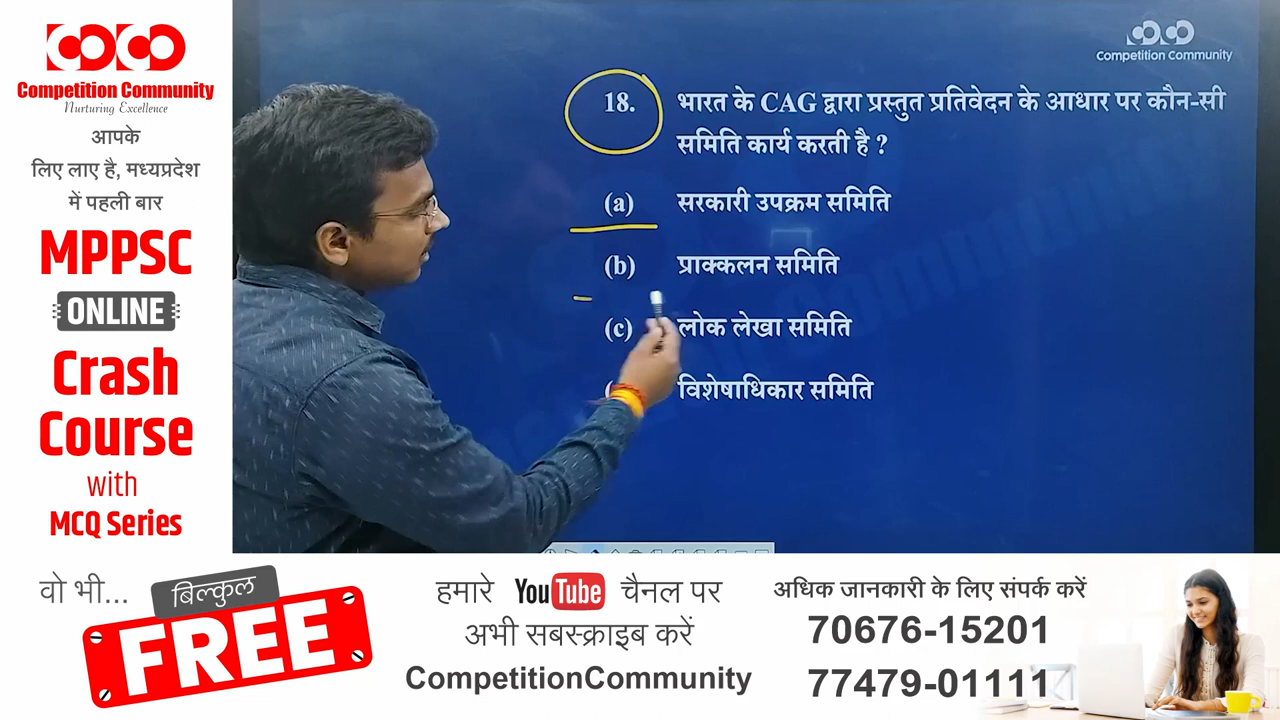 Competition Community
Nurturing Excellence
आपके
लिए लाए है, मध्यप्रदेश
में पहली बार
MPPSC
ONLINE
Crash
Course
with
MCQ Series
Competition Community
18. भारत के CAG द्वारा प्रस्तुत प्रतिवेदन के आधार पर कौन-सी
समिति कार्य करती है ?
(a) सरकारी उपक्रम समिति
(b) प्राक्कलन समिति
(c) लोक लेखा समिति
विशेषाधिकार समिति
वो भी...
बिल्कुल
FREE
हमारे YouTube चैनल पर
अभी सबस्क्राइब करें
CompetitionCommunity
अधिक जानकारी के लिए संपर्क करें
70676-15201
77479-01111